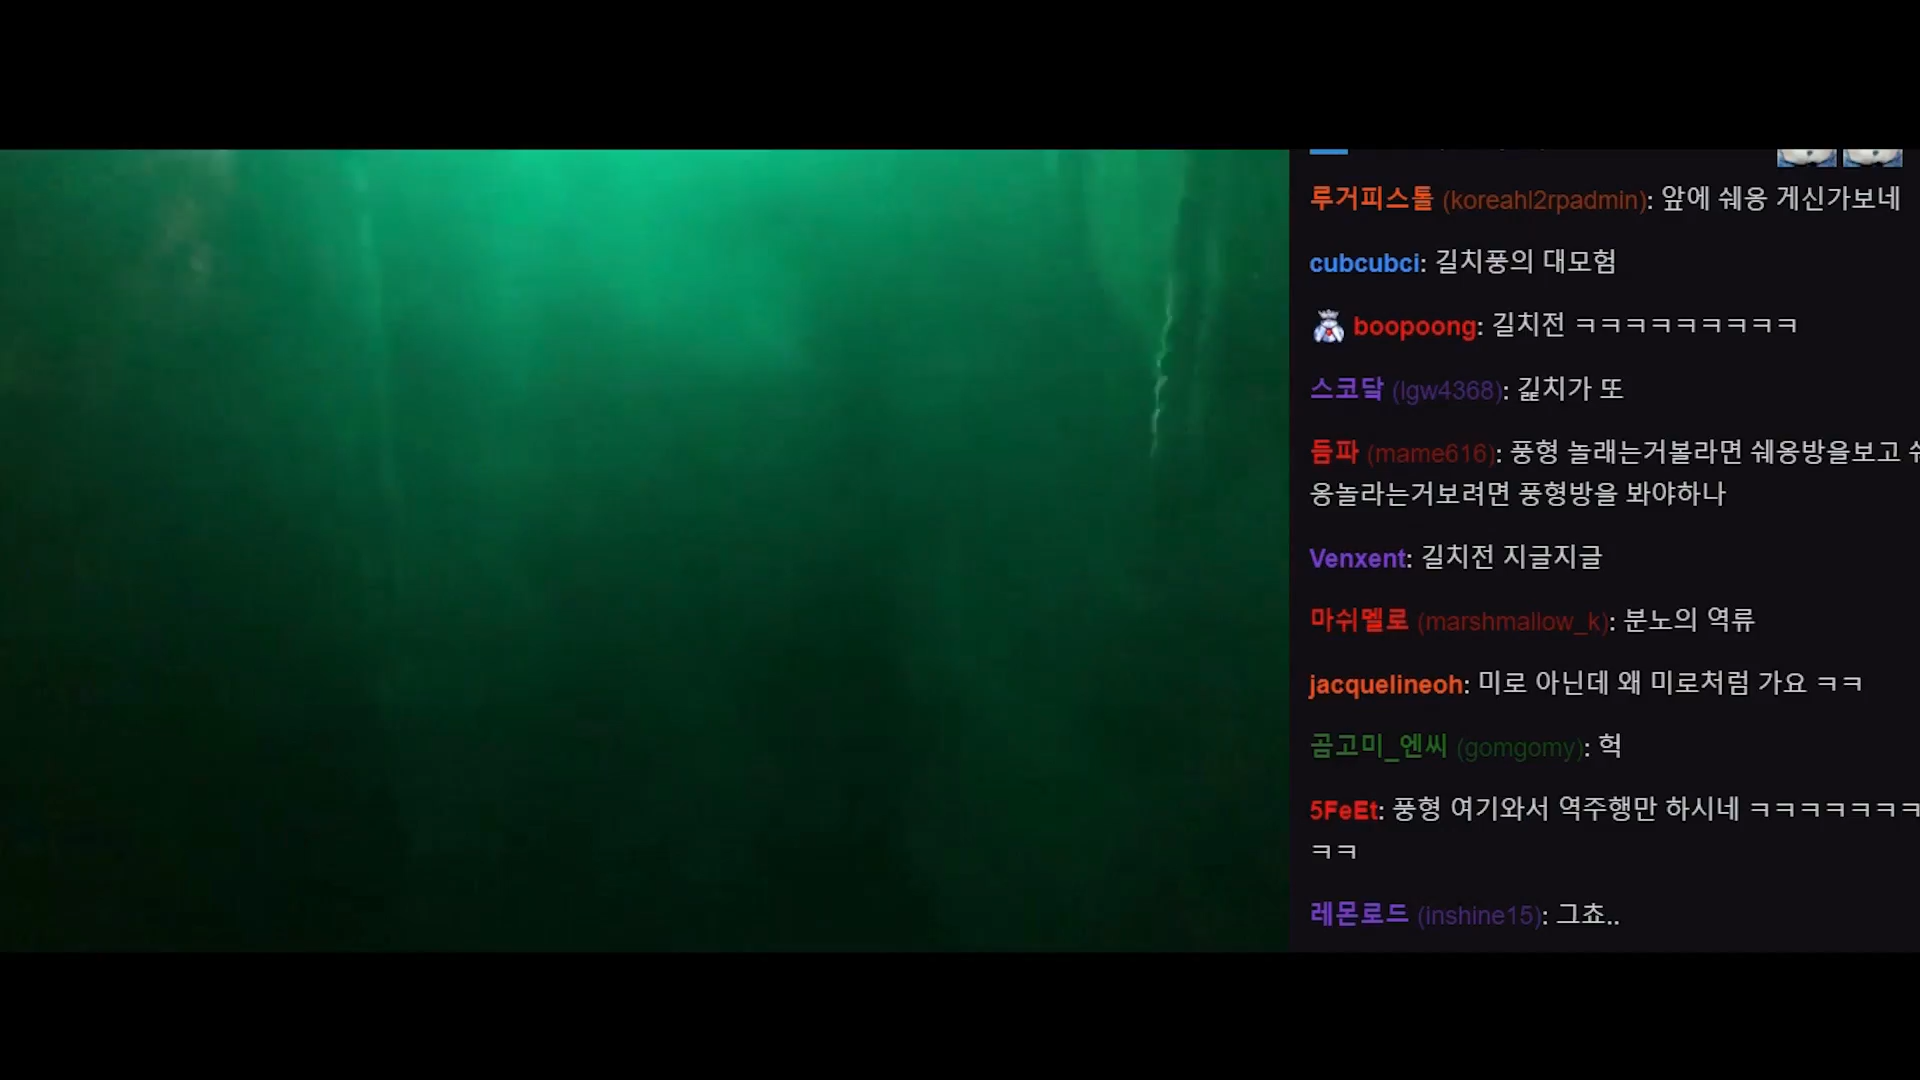 루거피스톨 (koreahl2rpadmin): 앞에 쉐옹 게신가보네
cubcubci: 길치풍의 대모험
boopoong: 길치전 ㅋㅋㅋㅋㅋㅋㅋㅋㅋ
스코닼 (lgw4368): 긽치가 또
듬파 (mame616): 풍형 놀래는거볼라면 쉐옹방을보고
옹놀라는거보려면 풍형방을 봐야하나
Venxent: 길치전 지글지글
마쉬멜로 (marshmallow_k): 분노의 역류
jacquelineoh: 미로 아닌데 왜 미로처럼 가요 ㅋㅋ
곰고미_엔씨 (gomgomy): 헉
5FeEt: 풍형 여기와서 역주행만 하시네 ㅋㅋㅋㅋㅋㅋㅋ
ㅋㅋ
레몬로드 (inshine15): 그쵸..